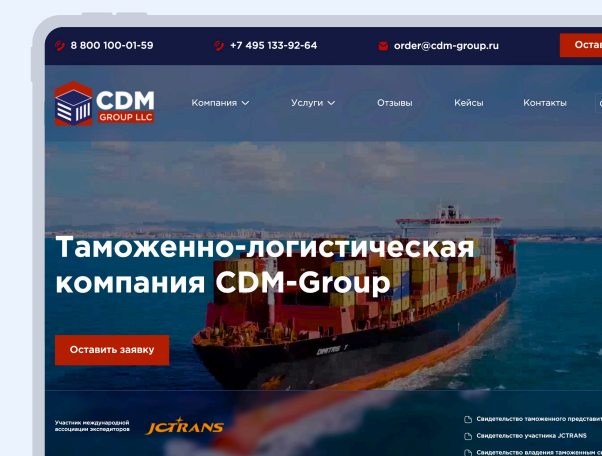 8 800 100-01-59
+7 495 133-92-64
order@cdm-group.ru
CDM
GROUP LLC
Компания
Услуги
Отзывы
Кейсы
Контакты
Таможенно-логистическая
компания CDM-Group
Оставить заявку
Участник международной
ассоциации экспедиторов
JCTRANS
Свидетельство таможенного
Свидетельство участника JCTRANS
Свидетельство владения таможенным